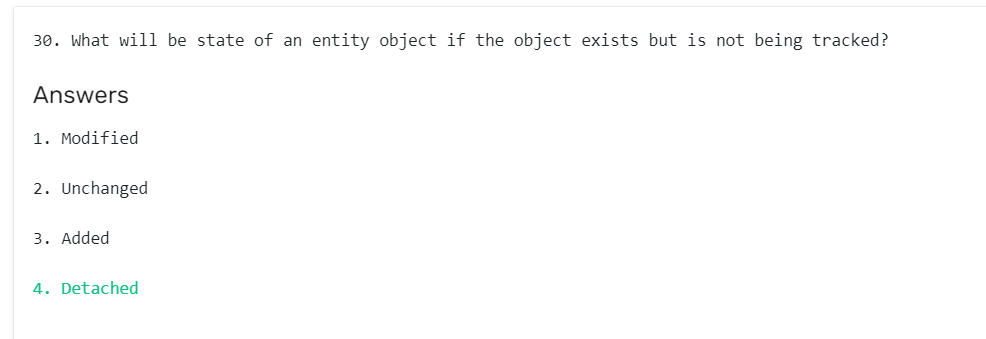 30. What will be state of an entity object if the object exists but is not being tracked?
Answers
1. Modified
2. Unchanged
3. Added
4. Detached